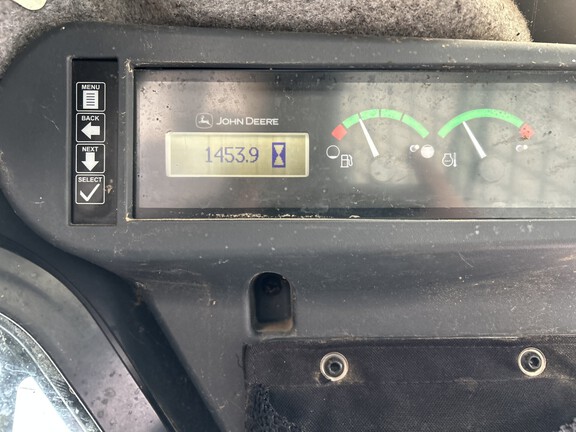 MENU
BACK
NEXT
SELECT
JOHN DEERE
1453.9